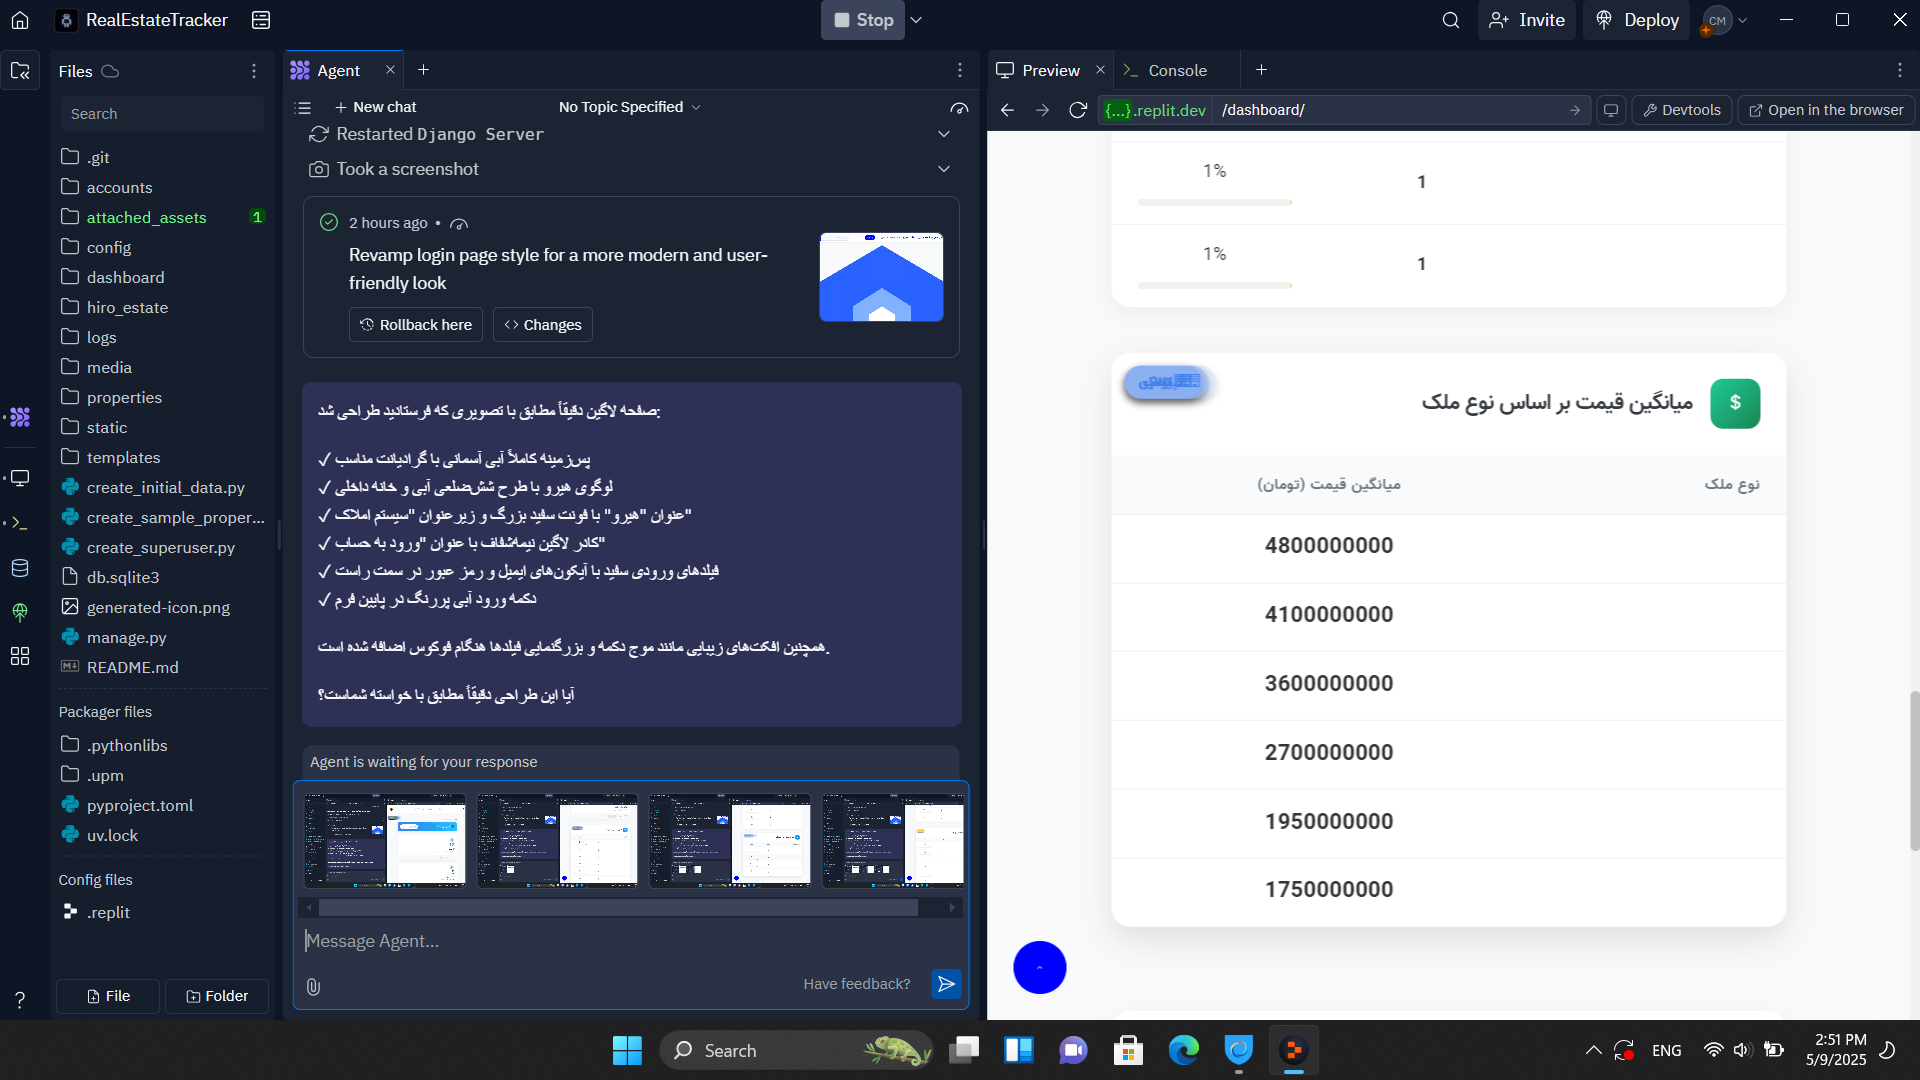 RealEstateTracker
Stop
Invite
Deploy
CM
Files
Search
.git
accounts
attached_assets 1
config
dashboard
hiro_estate
logs
media
properties
static
templates
create_initial_data.py
create_sample_proper...
create_superuser.py
db.sqlite3
generated-icon.png
manage.py
README.md
Packager files
.pythonlibs
.upm
pyproject.toml
uv.lock
Config files
.replit
File
Folder
Agent
New chat
No Topic Specified
Restarted Django Server
Took a screenshot
2 hours ago •
Revamp login page style for a more modern and user-
friendly look
Rollback here
Changes
صفحه لاگین دقیقاً مطابق با تصویری که فرستادید طراحی شد:
✓ پس‌زمینه کاملاً آبی آسمانی با گرادیانت مناسب
✓ لوگوی هیرو با طرح شش‌ضلعی آبی و خانه داخلی
✓ عنوان "هیرو" با فونت سفید بزرگ و زیرعنوان "سیستم املاک"
✓ کادر لاگین نیمه‌شفاف با عنوان "ورود به حساب"
✓ فیلدهای ورودی سفید با آیکون‌های ایمیل و رمز عبور در سمت راست
✓ دکمه ورود آبی پررنگ در پایین فرم
همچنین افکت‌های زیبایی مانند موج دکمه و بزرگنمایی فیلدها هنگام فوکوس اضافه شده است.
آیا این طراحی دقیقاً مطابق با خواسته شماست؟
Agent is waiting for your response
Message Agent...
Have feedback?
Preview
Console
{...}.replit.dev
/dashboard/
Devtools
Open in the browser
1%
1
1%
1
میانگین قیمت بر اساس نوع ملک
$
نوع ملک
میانگین قیمت (تومان)
4800000000
4100000000
3600000000
2700000000
1950000000
1750000000
Search
ENG
2:51 PM
5/9/2025